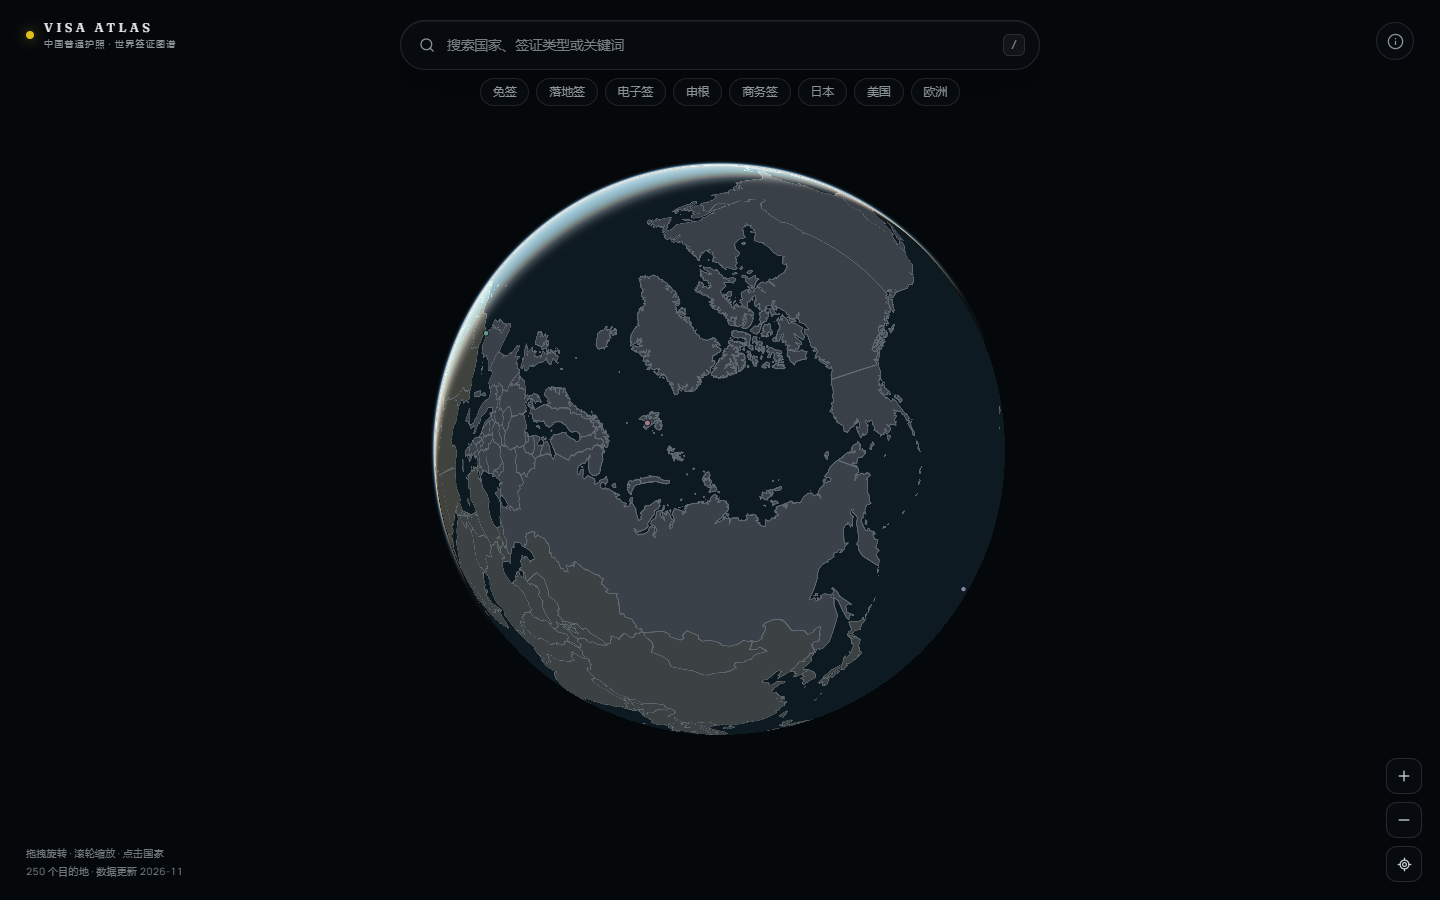 VISA ATLAS
中国普通护照 · 世界签证图谱
搜索国家、签证类型或关键词
/
免签
落地签
电子签
申根
商务签
日本
美国
欧洲
拖拽旋转 · 滚轮缩放 · 点击国家
250 个目的地 · 数据更新 2026-11